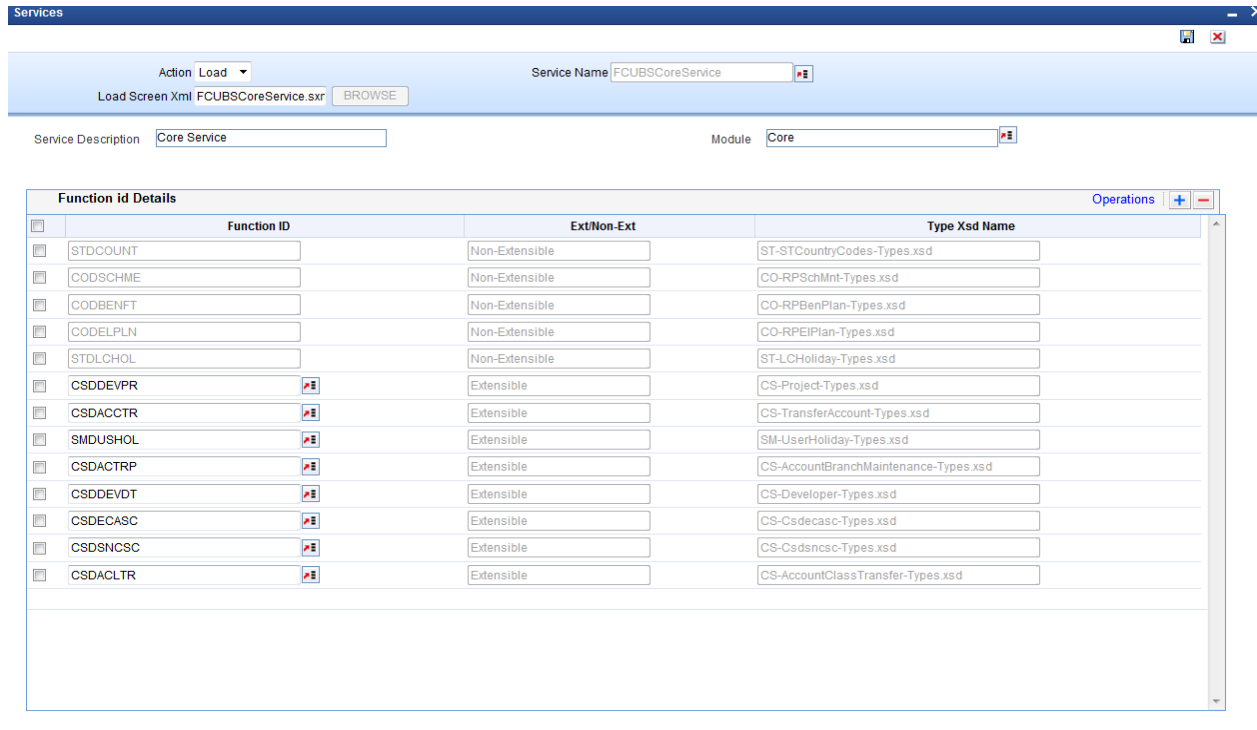 Services
Action Load Service Name FCUBSCoreService
Load Screen Xml FCUBSCoreService.sxr BROWSE
Service Description Core Service Module Core
Function id Details Operations
Function ID Ext/Non-Ext Type Xsd Name
STDCOUNT Non-Extensible ST-STCountryCodes-Types.xsd
CODSCHME Non-Extensible CO-RPSchMnt-Types.xsd
CODBENFT Non-Extensible CO-RPBenPlan-Types.xsd
CODELPLN Non-Extensible CO-RPElPlan-Types.xsd
STDLCHOL Non-Extensible ST-LCHoliday-Types.xsd
CSDDEVPR Extensible CS-Project-Types.xsd
CSDACCTR Extensible CS-TransferAccount-Types.xsd
SMDUSHOL Extensible SM-UserHoliday-Types.xsd
CSDACTRP Extensible CS-AccountBranchMaintenance-Types.xsd
CSDDEVDT Extensible CS-Developer-Types.xsd
CSDECASC Extensible CS-Csdecasc-Types.xsd
CSDSNCSC Extensible CS-Csdsncsc-Types.xsd
CSDACLTR Extensible CS-AccountClassTransfer-Types.xsd